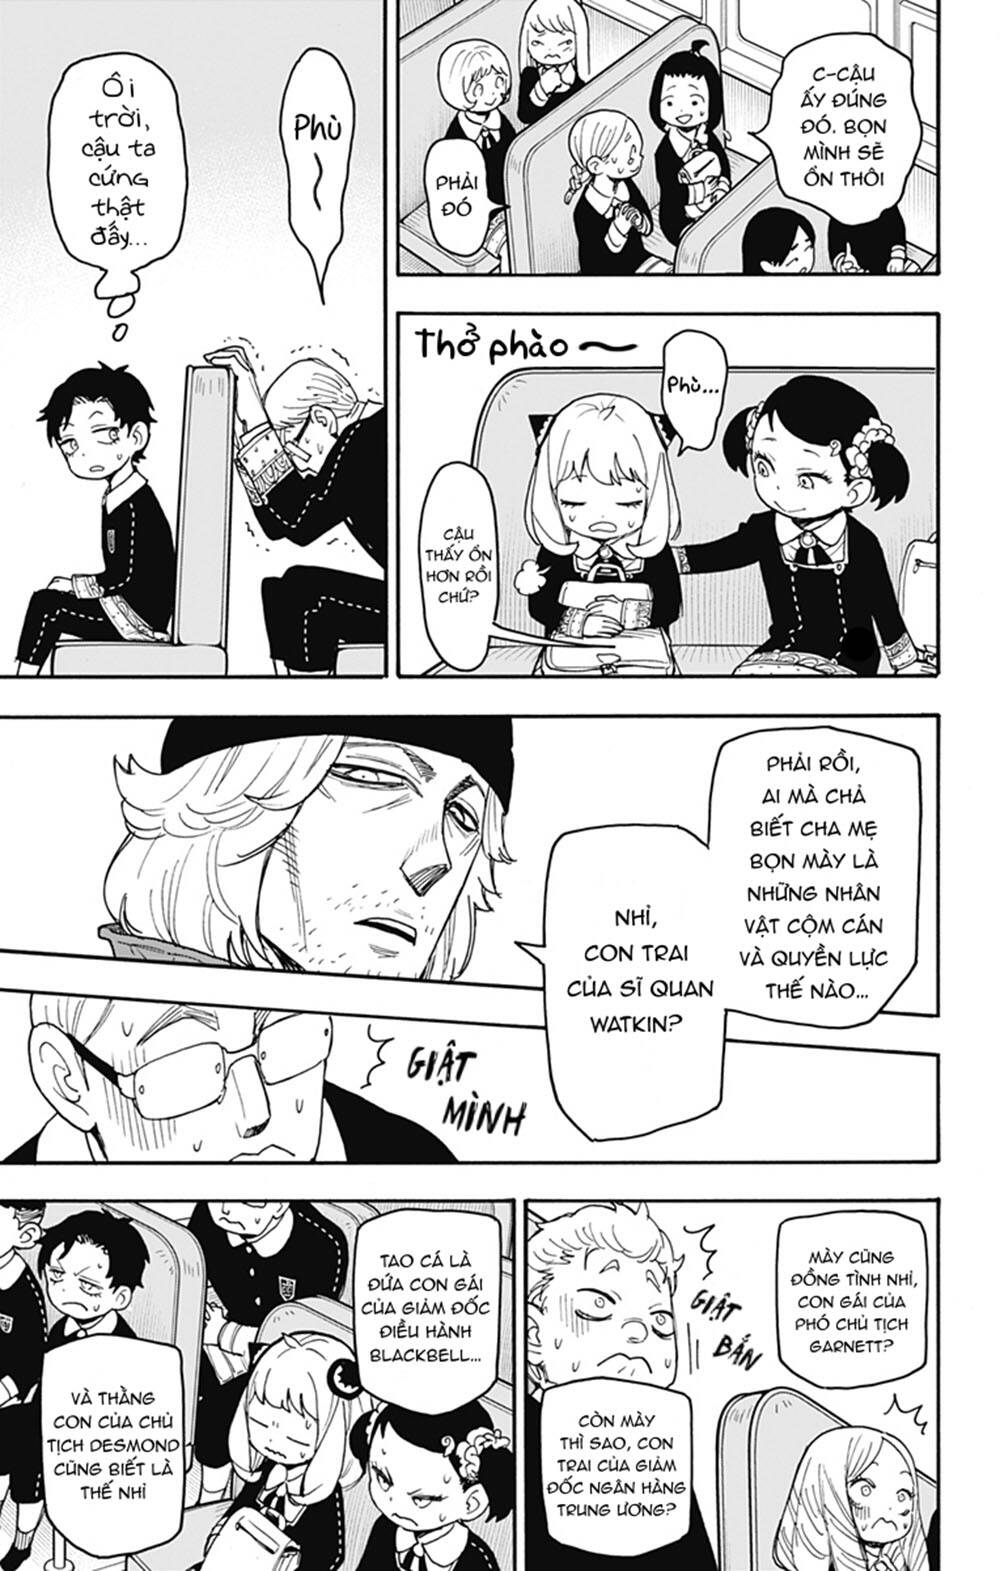 C-CẬU
ẤY ĐÚNG
ĐÓ. BỌN
MÌNH SẼ
ỔN THÔI
PHẢI
ĐÓ
Phù
~
Ôi
trời,
cậu ta
cứng
thật
đấy...
Thở phào ~
Phù...
CẬU
THẤY ỔN
HƠN RỒI
CHỨ?
PHẢI RỒI,
AI MÀ CHẢ
BIẾT CHA MẸ
BỌN MÀY LÀ
NHỮNG NHÂN
VẬT CỘM CÁN
VÀ QUYỀN LỰC
THẾ NÀO...
NHỈ,
CON TRAI
CỦA SĨ QUAN
WATKIN?
GIẬT
MÌNH
MÀY CŨNG
ĐỒNG TÌNH NHỈ,
CON GÁI CỦA
PHÓ CHỦ TỊCH
GARNETT?
GIẬT
BẮN
CÒN MÀY
THÌ SAO, CON
TRAI CỦA GIÁM
ĐỐC NGÂN HÀNG
TRUNG ƯƠNG?
TAO CÁ LÀ
ĐỨA CON GÁI
CỦA GIÁM ĐỐC
ĐIỀU HÀNH
BLACKBELL...
VÀ THẰNG
CON CỦA CHỦ
TỊCH DESMOND
CŨNG BIẾT LÀ
THẾ NHỈ